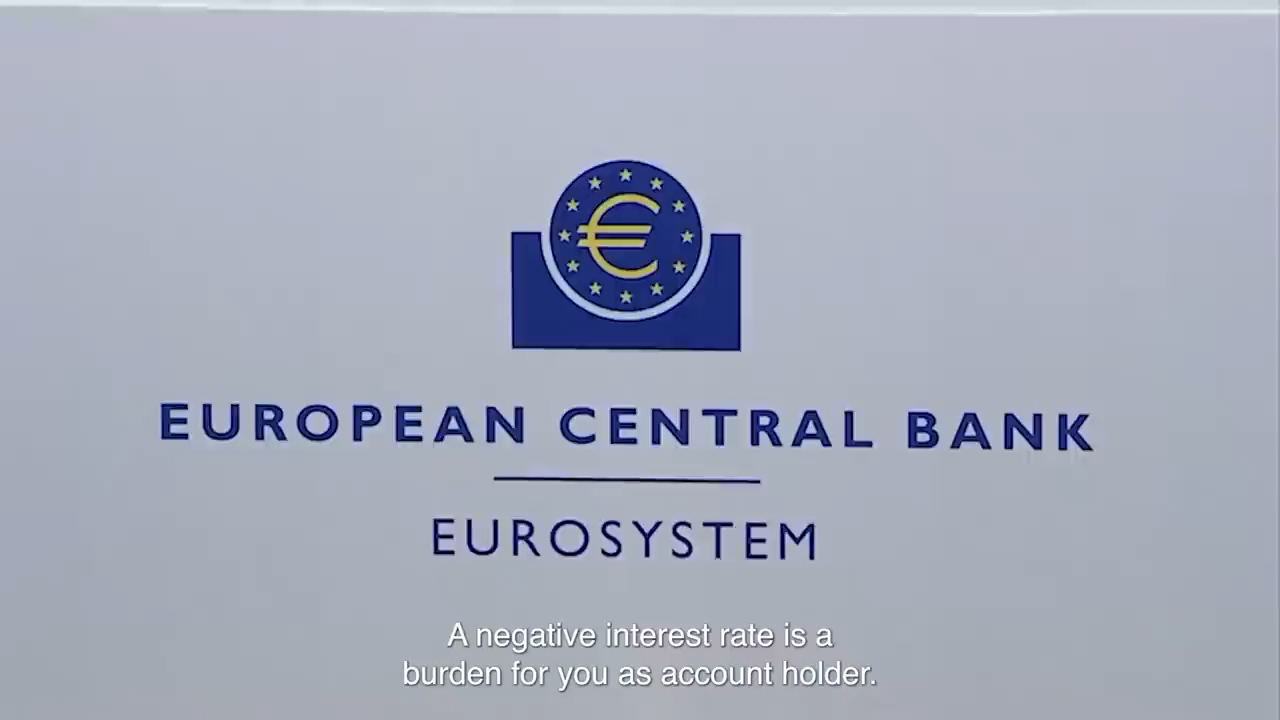 €
EUROPEAN CENTRAL BANK
EUROSYSTEM
A negative interest rate is a
burden for you as account holder.